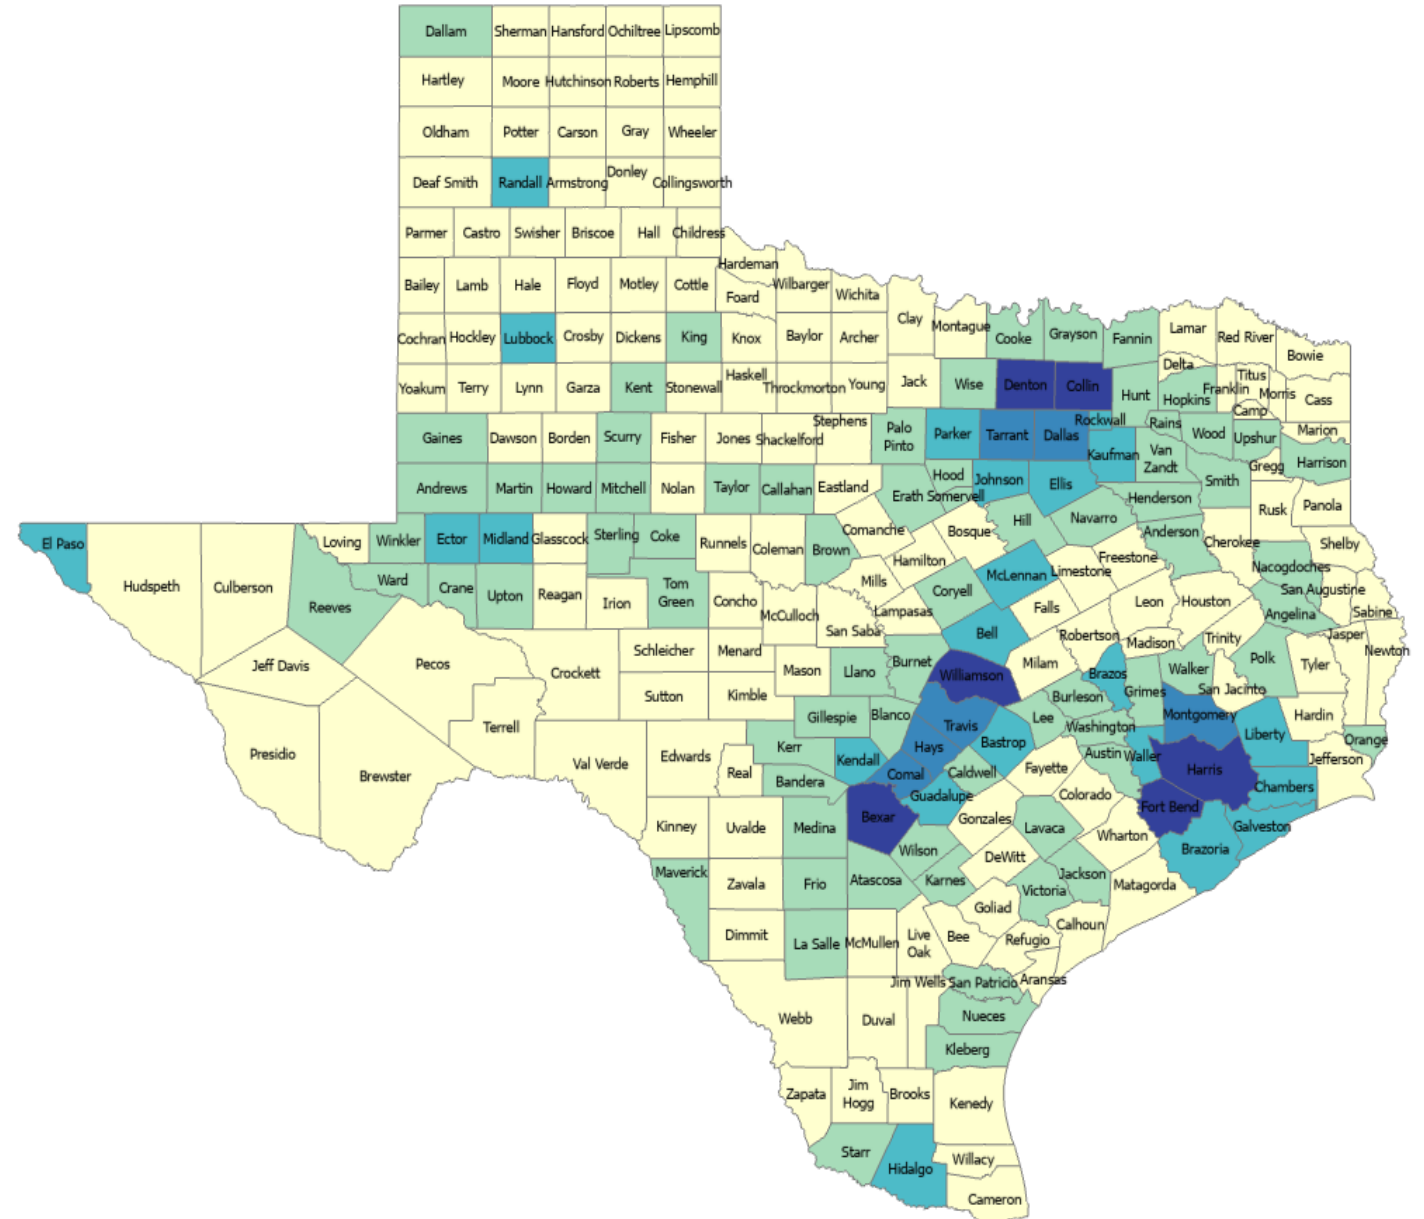 Dallam Sherman Hansford Ochiltree Lipscomb
Hartley Moore Hutchinson Roberts Hemphill
Oldham Potter Carson Gray Wheeler
Deaf Smith Randall Armstrong Donley Collingsworth
Parmer Castro Swisher Briscoe Hall Childress
Hardeman
Bailey Lamb Hale Floyd Motley Cottle Foard Wilbarger Wichita
Clay Montague Cooke Grayson Fannin Lamar Red River Bowie
Cochran Hockley Lubbock Crosby Dickens King Knox Baylor Archer
Delta Titus
Yoakum Terry Lynn Garza Kent Stonewall Haskell Throckmorton Young Jack Wise Denton Collin Hunt Hopkins Franklin Morris Cass
Camp
Gaines Dawson Borden Scurry Fisher Jones Shackelford Stephens Palo
Pinto Parker Tarrant Dallas Rockwall Rains Wood Upshur Marion
Kaufman Van
Zandt Gregg Harrison
Andrews Martin Howard Mitchell Nolan Taylor Callahan Eastland Erath Hood Somervell Johnson Ellis Henderson Smith Rusk Panola
El Paso Hudspeth Culberson Loving Winkler Ector Midland Glasscock Sterling Coke Runnels Coleman Brown Comanche Bosque Hill Navarro Anderson Cherokee Shelby
Hamilton Freestone Nacogdoches
Reeves Ward Crane Upton Reagan Irion Tom
Green Concho McCulloch Mills Coryell McLennan Limestone San Augustine
Lampasas Falls Leon Houston Angelina Sabine
San Saba Bell Robertson Madison Trinity Jasper Newton
Jeff Davis Pecos Crockett Schleicher Menard Mason Llano Burnet Williamson Milam Brazos Grimes Walker Polk Tyler
San Jacinto
Presidio Brewster Terrell Sutton Kimble Gillespie Blanco Travis Lee Burleson Washington Montgomery Liberty Hardin Orange
Val Verde Edwards Real Kerr Kendall Hays Bastrop Fayette Austin Waller Harris Jefferson
Bandera Comal Caldwell Colorado Fort Bend Chambers
Guadalupe
Kinney Uvalde Medina Bexar Gonzales Lavaca Wharton Brazoria Galveston
Wilson DeWitt
Maverick Zavala Frio Atascosa Karnes Victoria Jackson Matagorda
Goliad Calhoun
Dimmit La Salle McMullen Live
Oak Bee Refugio
Jim Wells San Patricio Aransas
Webb Duval Nueces
Kleberg
Zapata Jim
Hogg Brooks Kenedy
Starr Hidalgo Willacy
Cameron